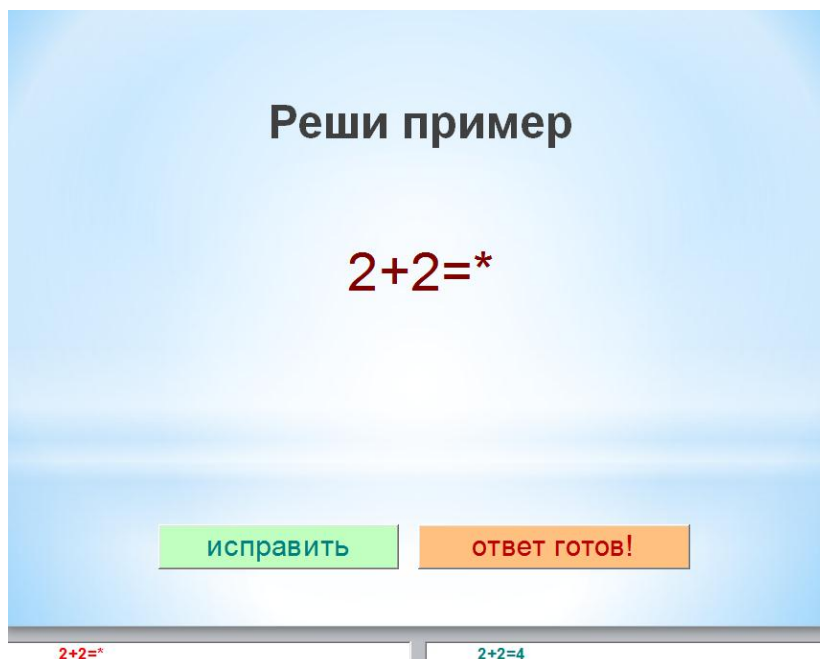 Реши пример
2+2=*
исправить
ответ готов!
2+2=*
2+2=4